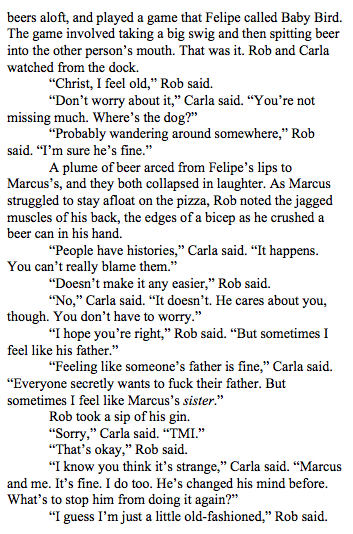 beers aloft, and played a game that Felipe called Baby Bird.
The game involved taking a big swig and then spitting beer
into the other person’s mouth. That was it. Rob and Carla
watched from the dock.
“Christ, I feel old,” Rob said.
“Don’t worry about it,” Carla said. “You’re not
missing much. Where’s the dog?”
“Probably wandering around somewhere,” Rob
said. “I’m sure he’s fine.”
A plume of beer arced from Felipe’s lips to
Marcus’s, and they both collapsed in laughter. As Marcus
struggled to stay afloat on the pizza, Rob noted the jagged
muscles of his back, the edges of a bicep as he crushed a
beer can in his hand.
“People have histories,” Carla said. “It happens.
You can’t really blame them.”
“Doesn’t make it any easier,” Rob said.
“No,” Carla said. “It doesn’t. He cares about you,
though. You don’t have to worry.”
“I hope you’re right,” Rob said. “But sometimes I
feel like his father.”
“Feeling like someone’s father is fine,” Carla said.
“Everyone secretly wants to fuck their father. But
sometimes I feel like Marcus’s sister.”
Rob took a sip of his gin.
“Sorry,” Carla said. “TMI.”
“That’s okay,” Rob said.
“I know you think it’s strange,” Carla said. “Marcus
and me. It’s fine. I do too. He’s changed his mind before.
What’s to stop him from doing it again?”
“I guess I’m just a little old-fashioned,” Rob said.